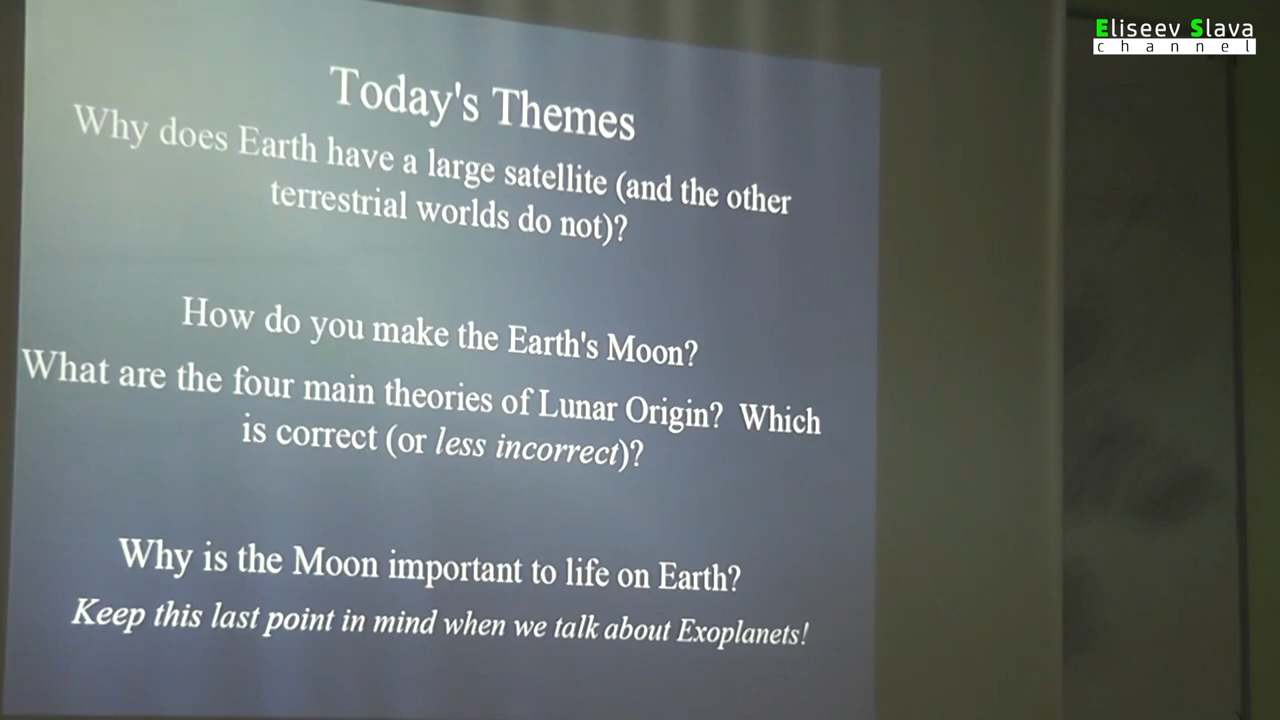 Eliseev Slava
channel
Today's Themes
Why does Earth have a large satellite (and the other
terrestrial worlds do not)?
How do you make the Earth's Moon?
What are the four main theories of Lunar Origin? Which
is correct (or less incorrect)?
Why is the Moon important to life on Earth?
Keep this last point in mind when we talk about Exoplanets!